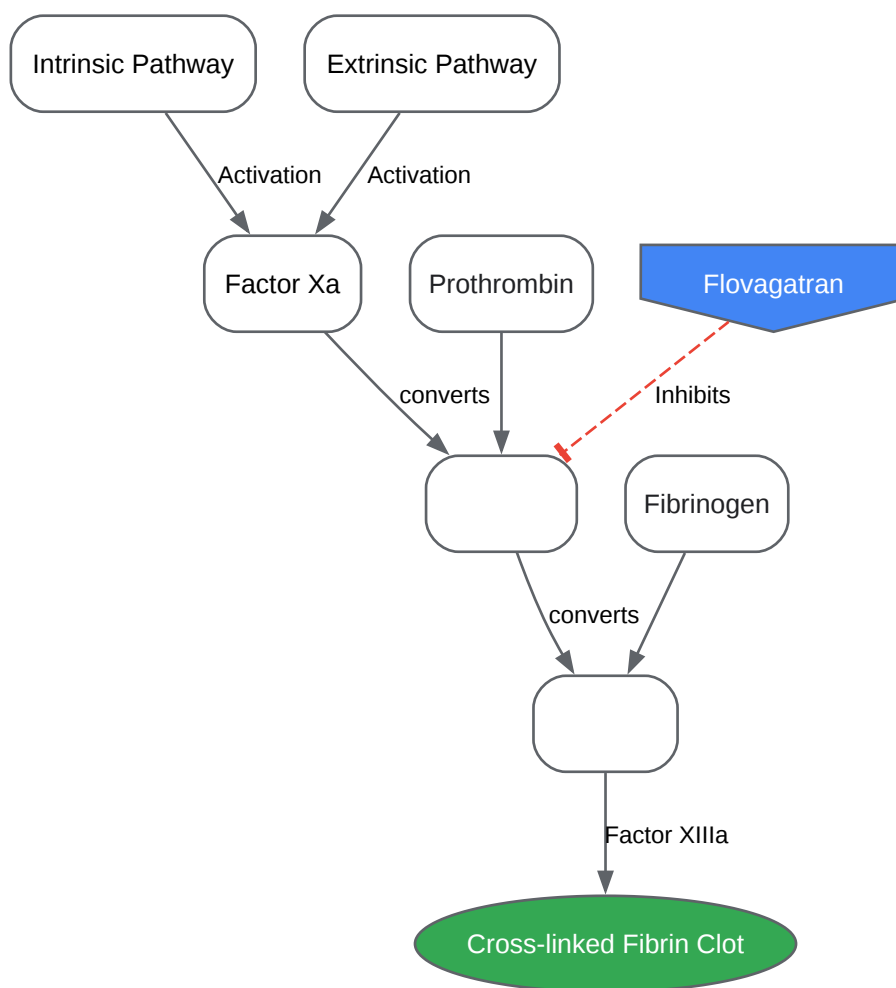 Intrinsic Pathway
Extrinsic Pathway
Activation
Activation
Factor Xa
Prothrombin
Flovagatran
converts
Inhibits
Fibrinogen
converts
Factor XIIIa
Cross-linked Fibrin Clot